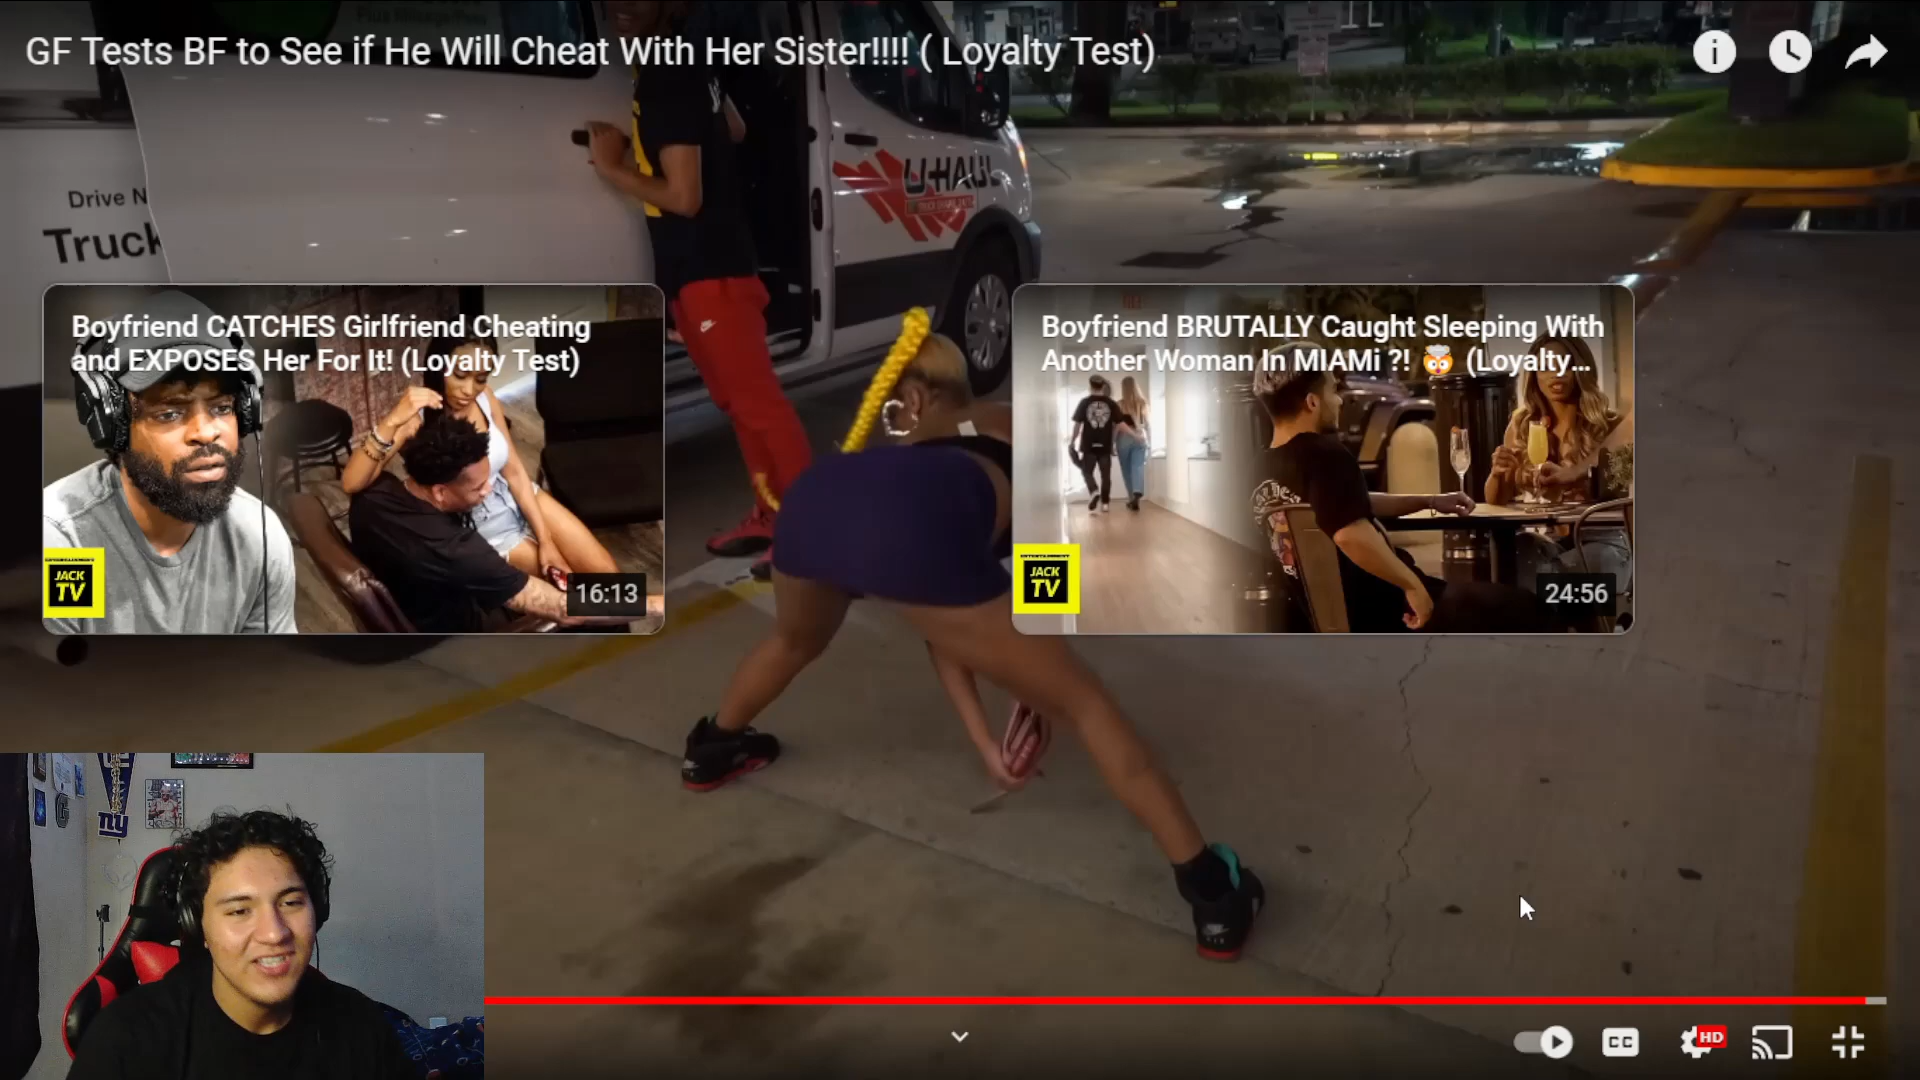 GF Tests BF to See if He Will Cheat With Her Sister!!!! ( Loyalty Test)
Drive N
Truck
U-HAUL
Boyfriend CATCHES Girlfriend Cheating
and EXPOSES Her For It! (Loyalty Test)
JACK
TV
16:13
Boyfriend BRUTALLY Caught Sleeping With
Another Woman In MIAMi ?! 🤯 (Loyalty...
JACK
TV
24:56
ny
CC
HD